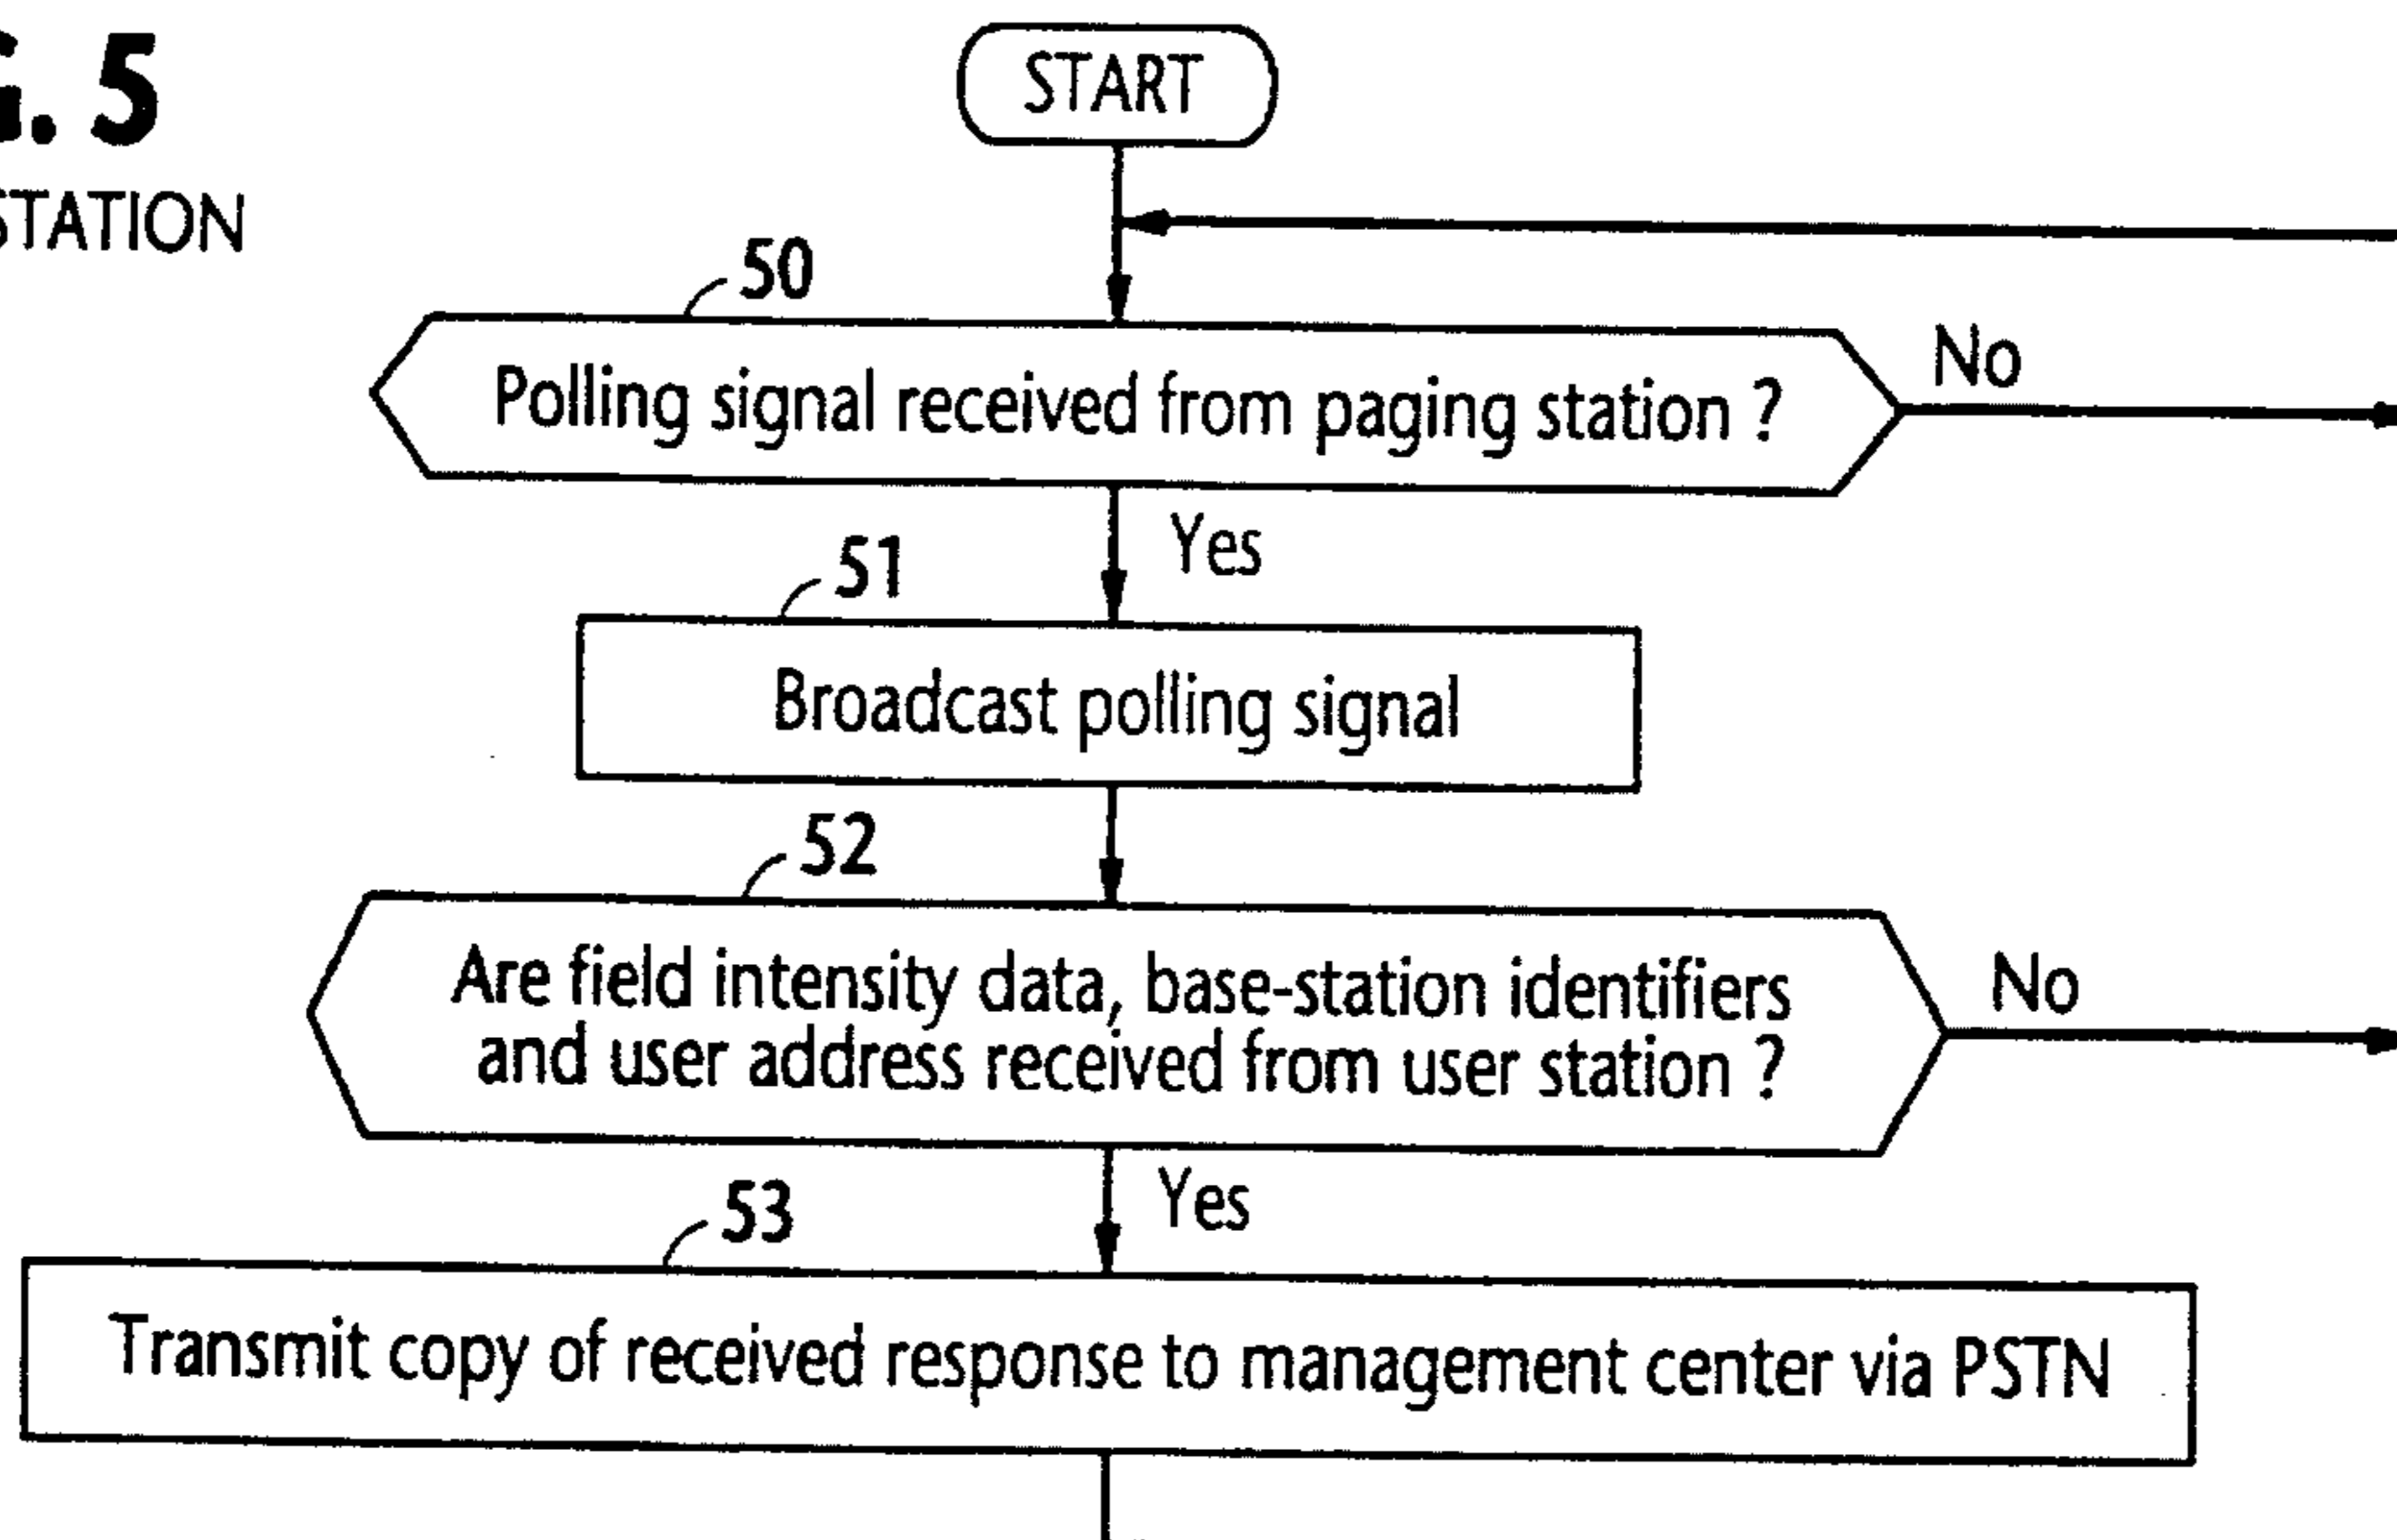 5
STATION
START
50
Polling signal received from paging station ?
No
Yes
51
Broadcast polling signal
52
Are field intensity data, base-station identifiers
and user address received from user station ?
No
Yes
53
Transmit copy of received response to management center via PSTN